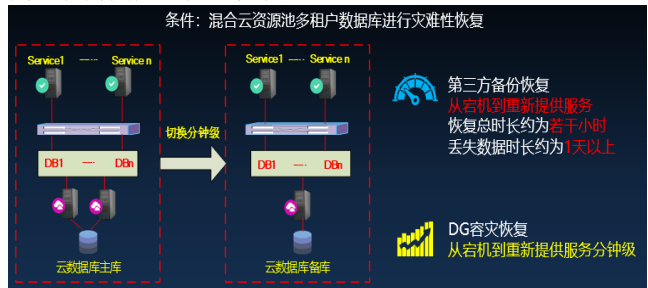 条件：混合云资源池多租户数据库进行灾难性恢复
Service1 ---- Service n
Service1 ---- Service n
切换分钟级
DB1 ---- DBn
DB1 ---- DBn
云数据库主库
云数据库备库
第三方备份恢复
从宕机到重新提供服务
恢复总时长约为若干小时
丢失数据时长约为1天以上
DG容灾恢复
从宕机到重新提供服务分钟级